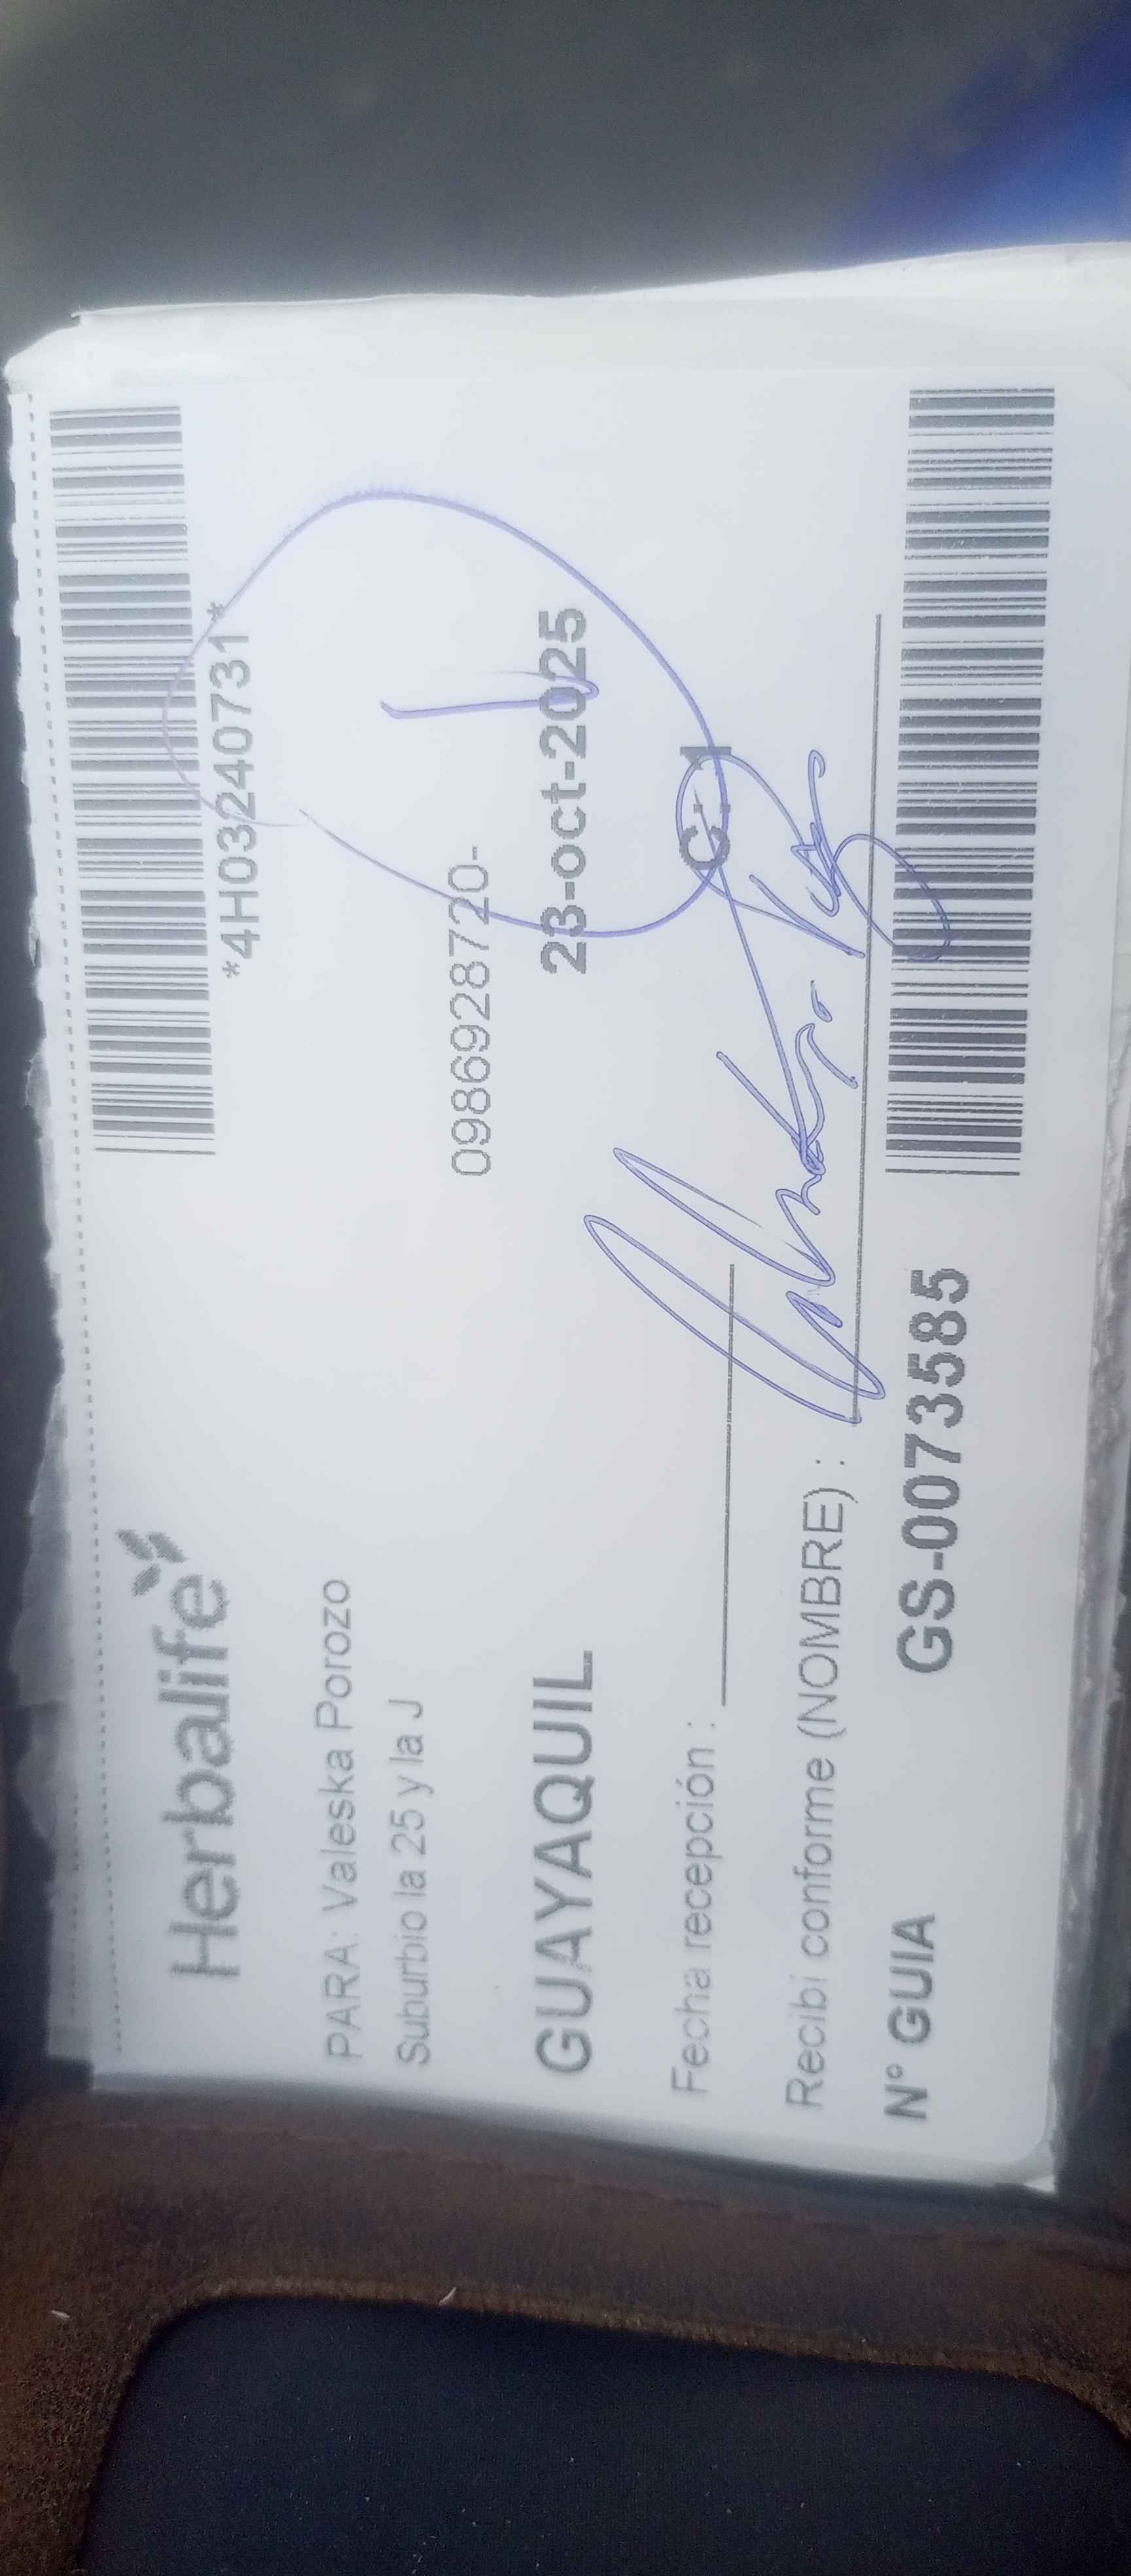 Herbalife
*4H03240731*
PARA: Valeska Porozo
Suburbio la 25 y la J
0986928720-
GUAYAQUIL
23-oct-2025
Fecha recepción :
C: 1
Recibi conforme (NOMBRE) :
N° GUIA
GS-0073585